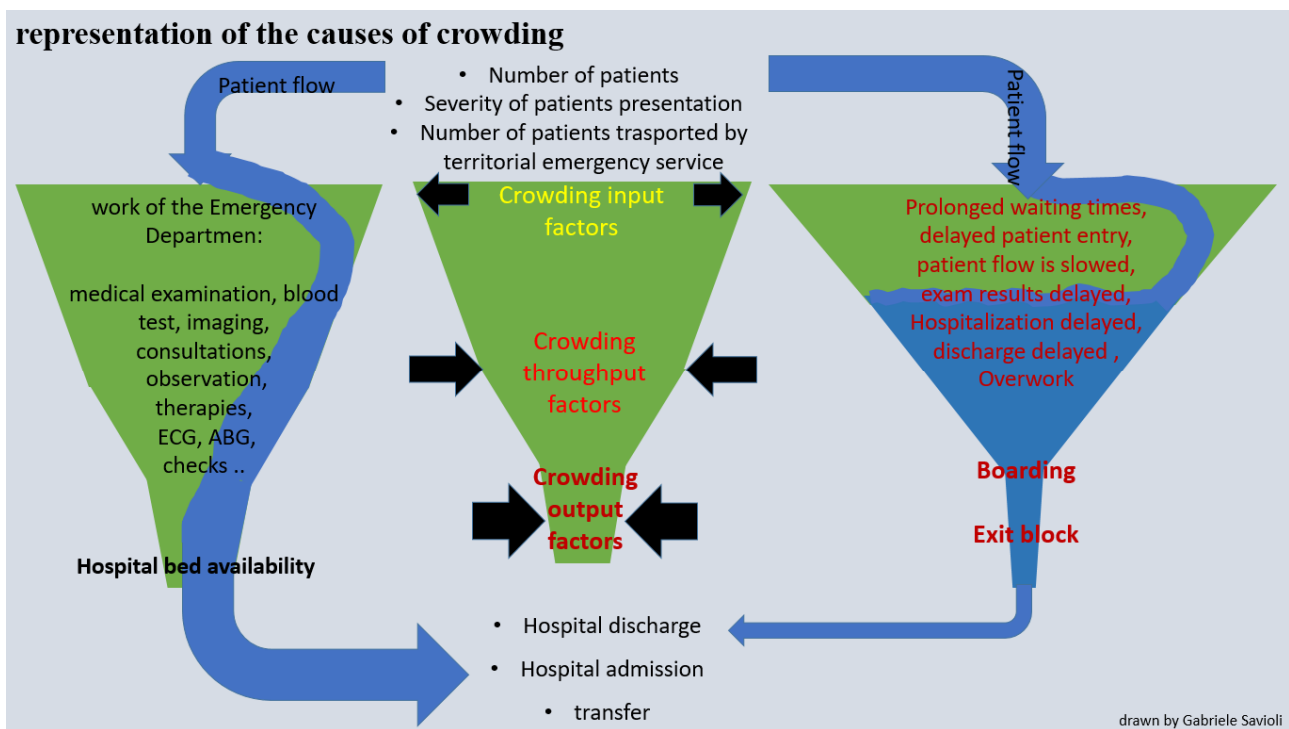 representation of the causes of crowding
Patient flow
• Number of patients
• Severity of patients presentation
• Number of patients trasported by
territorial emergency service
Patient flow
work of the Emergency
Departmen:
medical examination, blood
test, imaging,
consultations,
observation,
therapies,
ECG, ABG,
checks ..
Hospital bed availability
Crowding input
factors
Crowding
throughput
factors
Crowding
output
factors
Prolonged waiting times,
delayed patient entry,
patient flow is slowed,
exam results delayed,
Hospitalization delayed,
discharge delayed ,
Overwork
Boarding
Exit block
• Hospital discharge
• Hospital admission
• transfer
drawn by Gabriele Savioli